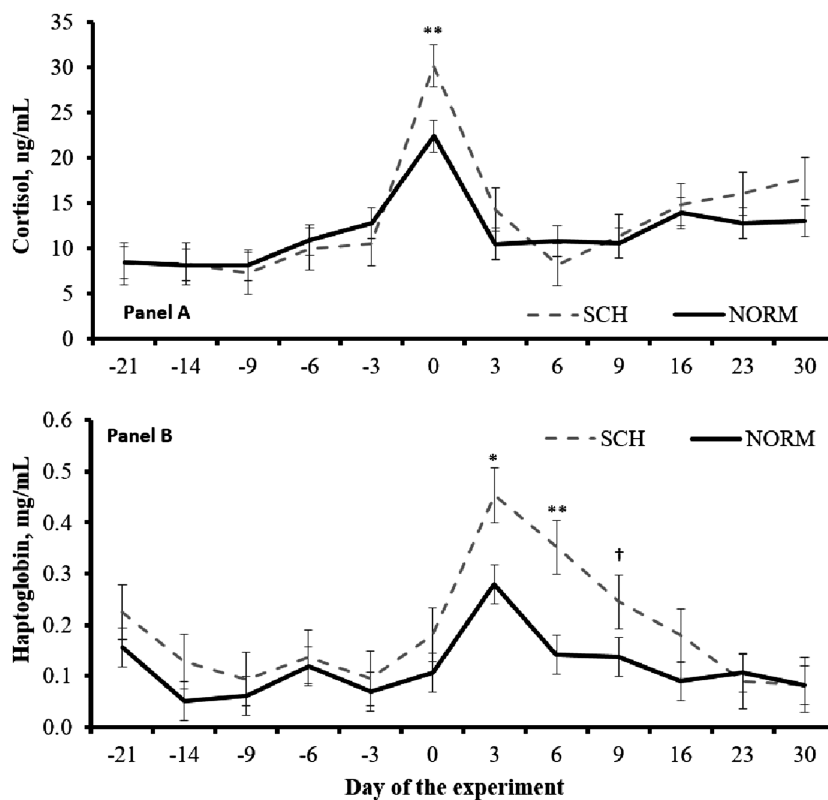 35
**
30
25
20
15
10
5
0
Cortisol, ng/mL
Panel A
SCH NORM
-21 -14 -9 -6 -3 0 3 6 9 16 23 30
0.6
Panel B
SCH NORM
0.5
*
**
0.4
†
0.3
0.2
0.1
0.0
Haptoglobin, mg/mL
-21 -14 -9 -6 -3 0 3 6 9 16 23 30
Day of the experiment